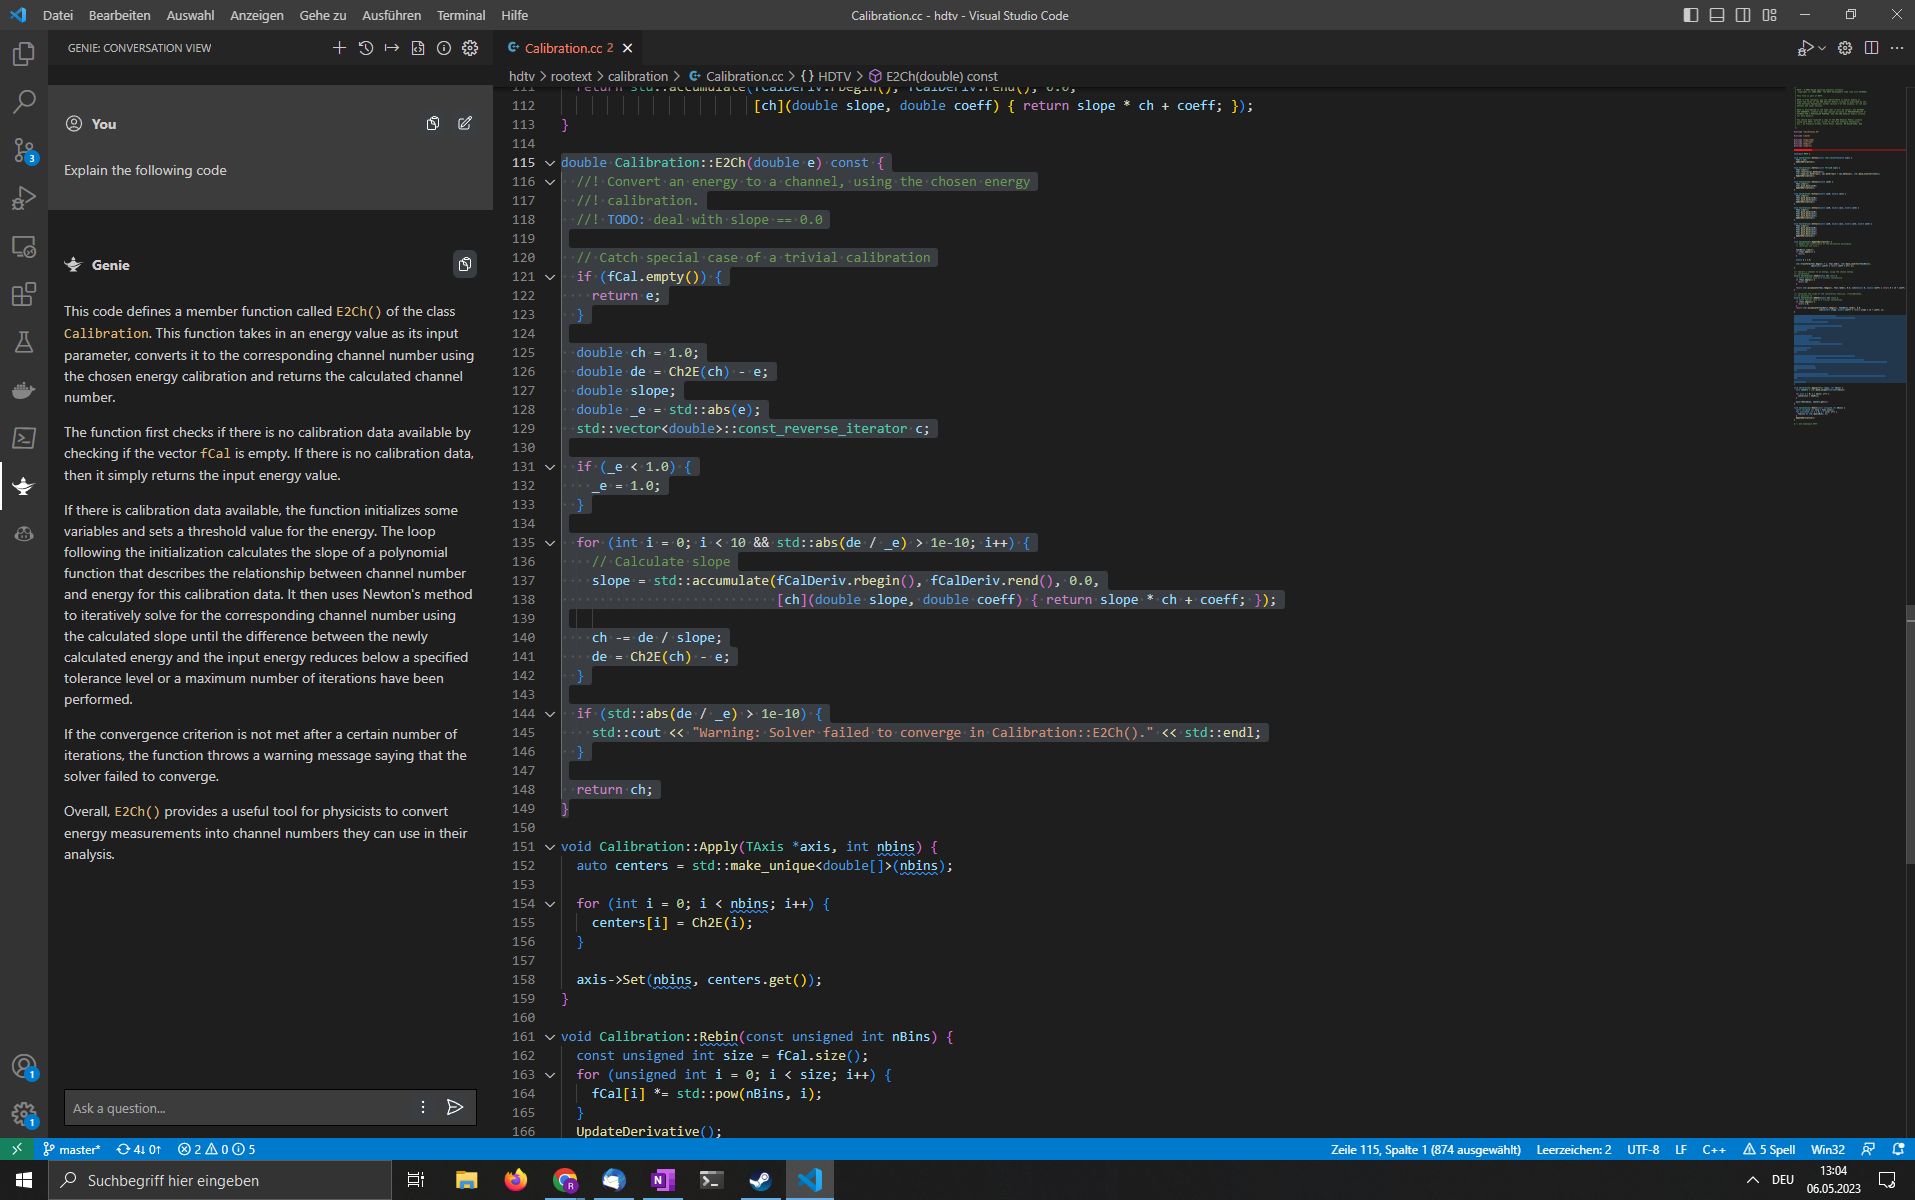 Datei Bearbeiten Auswahl Anzeigen Gehe zu Ausführen Terminal Hilfe
Calibration.cc - hdtv - Visual Studio Code
GENIE: CONVERSATION VIEW
Calibration.cc 2
hdtv > rootext > calibration > Calibration.cc > {} HDTV > E2Ch(double) const
You
Explain the following code
Genie
This code defines a member function called E2Ch() of the class
Calibration. This function takes in an energy value as its input
parameter, converts it to the corresponding channel number using
the chosen energy calibration and returns the calculated channel
number.
The function first checks if there is no calibration data available by
checking if the vector fCal is empty. If there is no calibration data,
then it simply returns the input energy value.
If there is calibration data available, the function initializes some
variables and sets a threshold value for the energy. The loop
following the initialization calculates the slope of a polynomial
function that describes the relationship between channel number
and energy for this calibration data. It then uses Newton's method
to iteratively solve for the corresponding channel number using
the calculated slope until the difference between the newly
calculated energy and the input energy reduces below a specified
tolerance level or a maximum number of iterations have been
performed.
If the convergence criterion is not met after a certain number of
iterations, the function throws a warning message saying that the
solver failed to converge.
Overall, E2Ch() provides a useful tool for physicists to convert
energy measurements into channel numbers they can use in their
analysis.
Ask a question...
3
1
1
111 return std::accumulate(fCalDeriv.rbegin(), fCalDeriv.rend(), 0.0,
112 [ch](double slope, double coeff) { return slope * ch + coeff; });
113 }
114
115 double Calibration::E2Ch(double e) const {
116 //! Convert an energy to a channel, using the chosen energy
117 //! calibration.
118 //! TODO: deal with slope == 0.0
119
120 // Catch special case of a trivial calibration
121 if (fCal.empty()) {
122 return e;
123 }
124
125 double ch = 1.0;
126 double de = Ch2E(ch) - e;
127 double slope;
128 double _e = std::abs(e);
129 std::vector<double>::const_reverse_iterator c;
130
131 if (_e < 1.0) {
132 _e = 1.0;
133 }
134
135 for (int i = 0; i < 10 && std::abs(de / _e) > 1e-10; i++) {
136 // Calculate slope
137 slope = std::accumulate(fCalDeriv.rbegin(), fCalDeriv.rend(), 0.0,
138 [ch](double slope, double coeff) { return slope * ch + coeff; });
139
140 ch -= de / slope;
141 de = Ch2E(ch) - e;
142 }
143
144 if (std::abs(de / _e) > 1e-10) {
145 std::cout << "Warning: Solver failed to converge in Calibration::E2Ch()." << std::endl;
146 }
147
148 return ch;
149 }
150
151 void Calibration::Apply(TAxis *axis, int nbins) {
152 auto centers = std::make_unique<double[]>(nbins);
153
154 for (int i = 0; i < nbins; i++) {
155 centers[i] = Ch2E(i);
156 }
157
158 axis->Set(nbins, centers.get());
159 }
160
161 void Calibration::Rebin(const unsigned int nBins) {
162 const unsigned int size = fCal.size();
163 for (unsigned int i = 0; i < size; i++) {
164 fCal[i] *= std::pow(nBins, i);
165 }
166 UpdateDerivative();
master* 4↓ 0↑ 2 0 5
Zeile 115, Spalte 1 (874 ausgewählt) Leerzeichen: 2 UTF-8 LF C++ 5 Spell Win32
Suchbegriff hier eingeben
DEU
13:04
06.05.2023